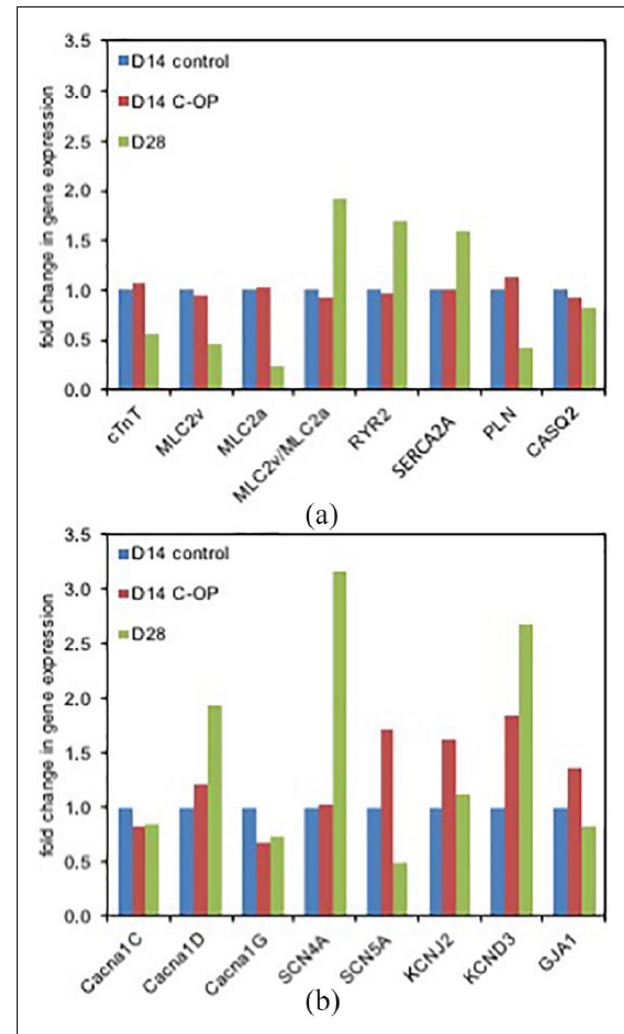 3.5
3.0
2.5
2.0
1.5
1.0
0.5
0.0
fold change in gene expression
D14 control
D14 C-OP
D28
cTnT
MLC2v
MLC2a
MLC2v/MLC2a
RYR2
SERCA2A
PLN
CASQ2
(a)
3.5
3.0
2.5
2.0
1.5
1.0
0.5
0.0
fold change in gene expression
D14 control
D14 C-OP
D28
Cacna1C
Cacna1D
Cacna1G
SCN4A
SCN5A
KCNJ2
KCND3
GJA1
(b)